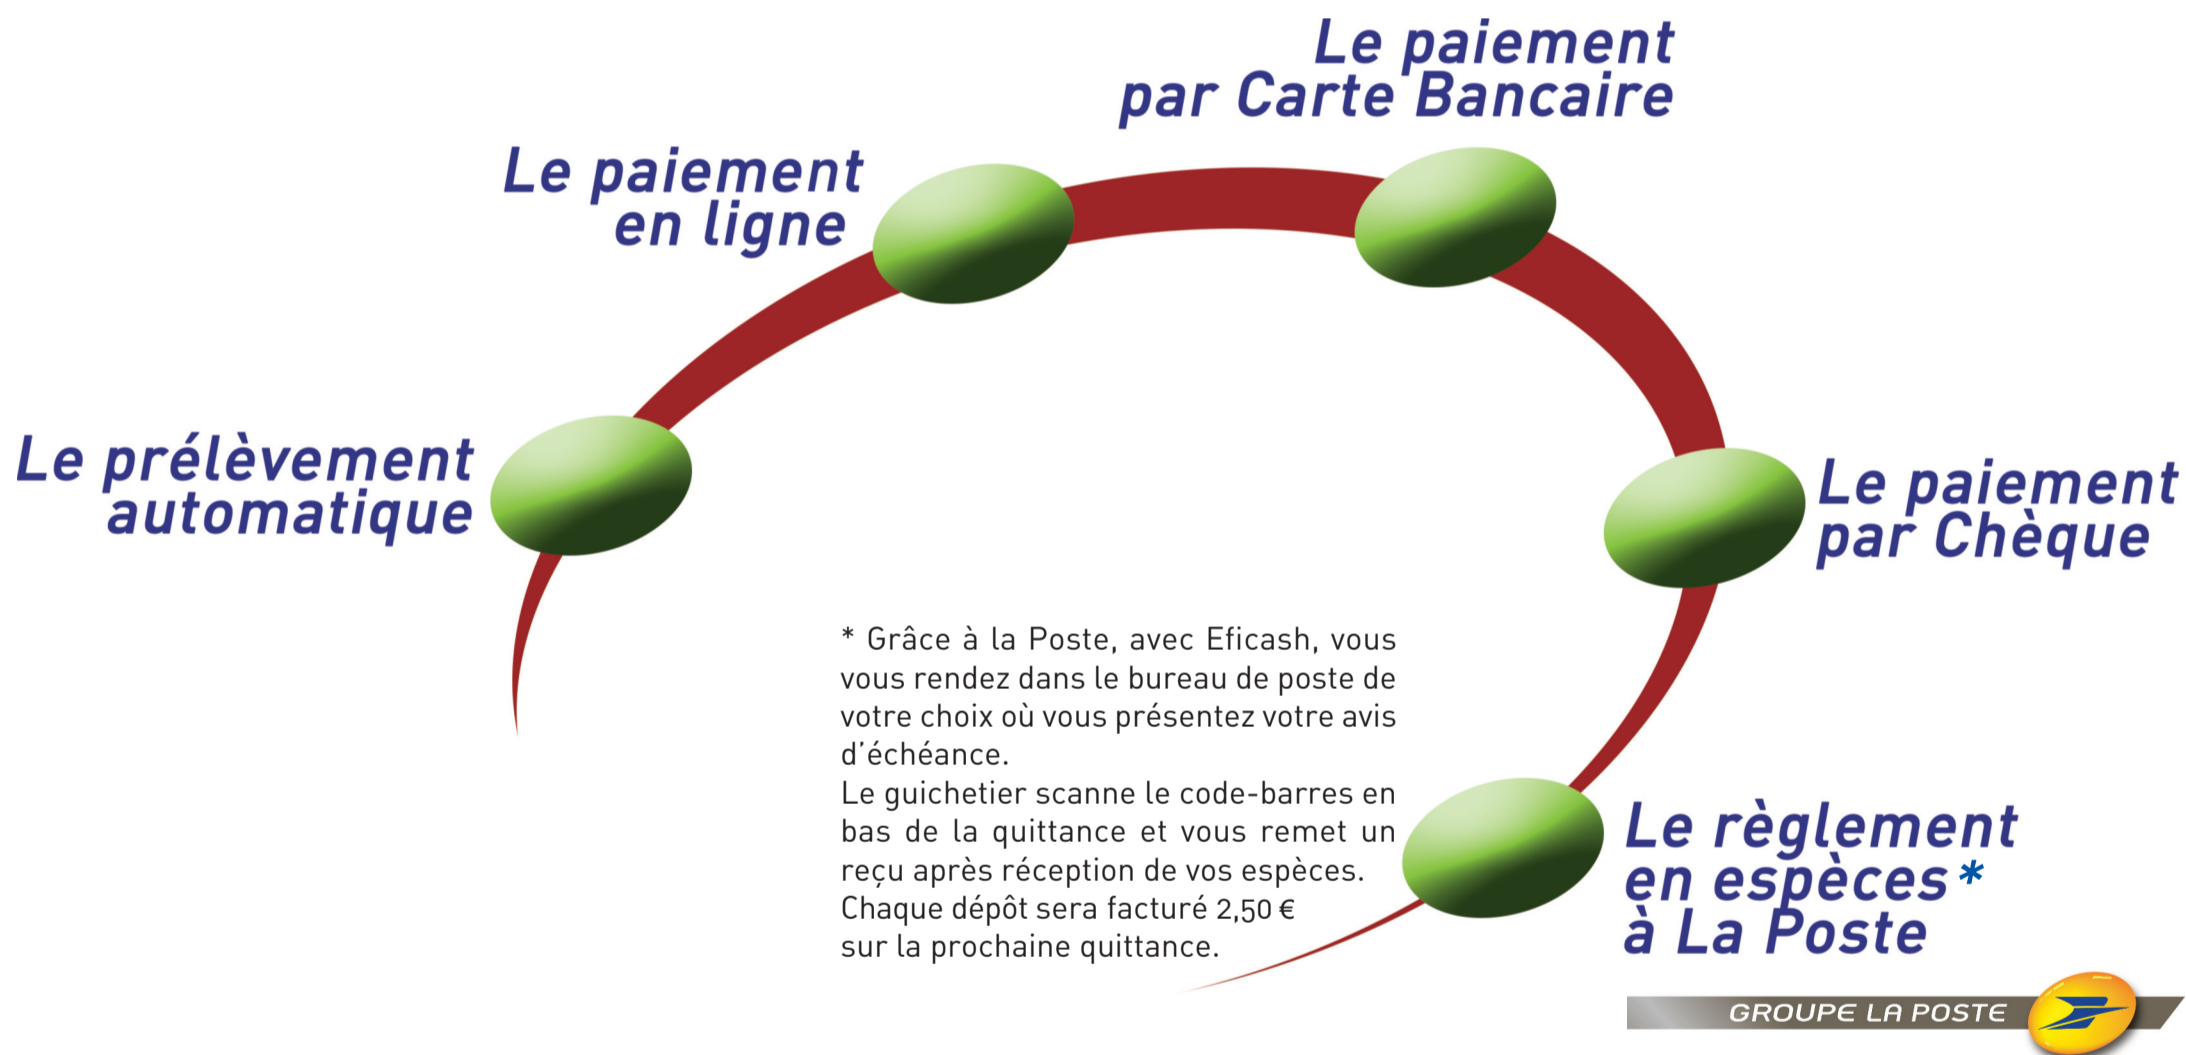 Le paiement
par Carte Bancaire
Le paiement
en ligne
Le prélèvement
automatique
Le paiement
par Chèque
* Grâce à la Poste, avec Eficash, vous
vous rendez dans le bureau de poste de
votre choix où vous présentez votre avis
d'échéance.
Le guichetier scanne le code-barres en
bas de la quittance et vous remet un
reçu après réception de vos espèces.
Chaque dépôt sera facturé 2,50 €
sur la prochaine quittance.
Le règlement
en espèces*
à La Poste
GROUPE LA POSTE